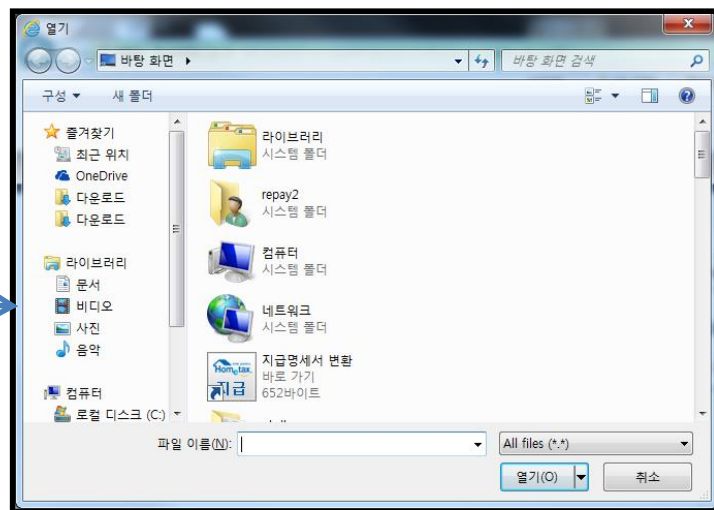 열기
바탕 화면
바탕 화면 검색
구성
새 폴더
즐겨찾기
최근 위치
OneDrive
다운로드
다운로드
라이브러리
문서
비디오
사진
음악
컴퓨터
로컬 디스크 (C:)
라이브러리
시스템 폴더
repay2
시스템 폴더
컴퓨터
시스템 폴더
네트워크
시스템 폴더
Hometax.
지급
지급명세서 변환
바로 가기
652바이트
파일 이름(N):
All files (*.*)
열기(O)
취소